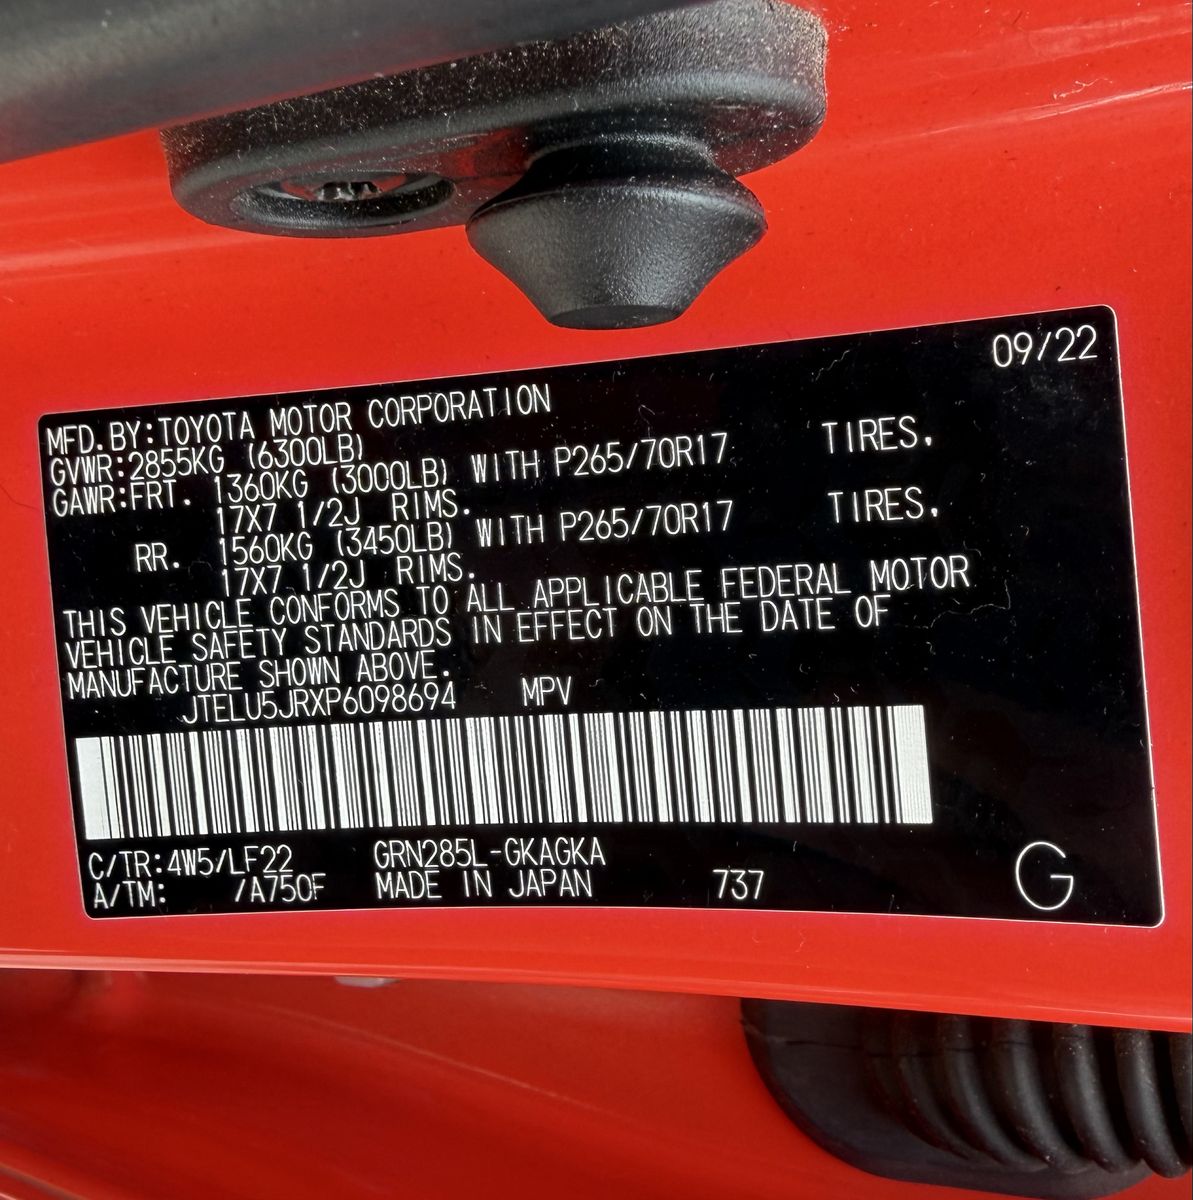 09/22
MFD.BY:TOYOTA MOTOR CORPORATION
GVWR:2855KG (6300LB)
GAWR:FRT. 1360KG (3000LB) WITH P265/70R17 TIRES.
17X7 1/2J RIMS.
RR. 1560KG (3450LB) WITH P265/70R17 TIRES.
17X7 1/2J RIMS.
THIS VEHICLE CONFORMS TO ALL APPLICABLE FEDERAL MOTOR
VEHICLE SAFETY STANDARDS IN EFFECT ON THE DATE OF
MANUFACTURE SHOWN ABOVE.
JTELU5JRXP6098694 MPV
C/TR:4W5/LF22 GRN285L-GKAGKA
A/TM: /A750F MADE IN JAPAN 737 G